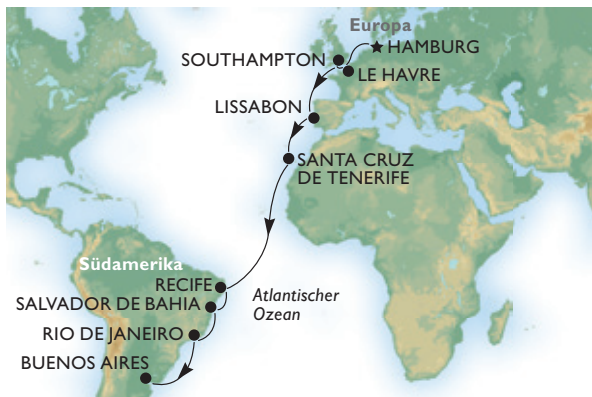 Europa
HAMBURG
SOUTHAMPTON
LE HAVRE
LISSABON
SANTA CRUZ
DE TENERIFE
Südamerika
RECIFE
Atlantischer
Ozean
SALVADOR DE BAHIA
RIO DE JANEIRO
BUENOS AIRES